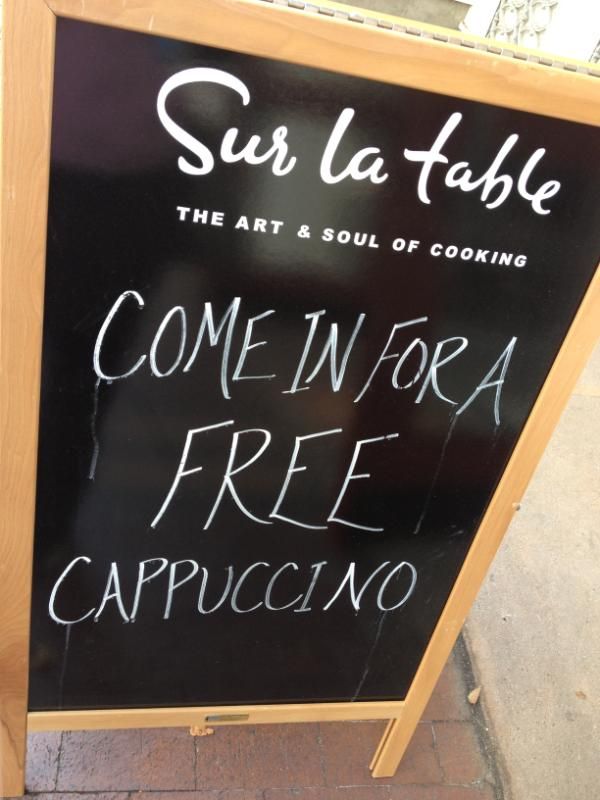 Sur la table
THE ART & SOUL OF COOKING
COME IN FOR A
FREE
CAPPUCCINO